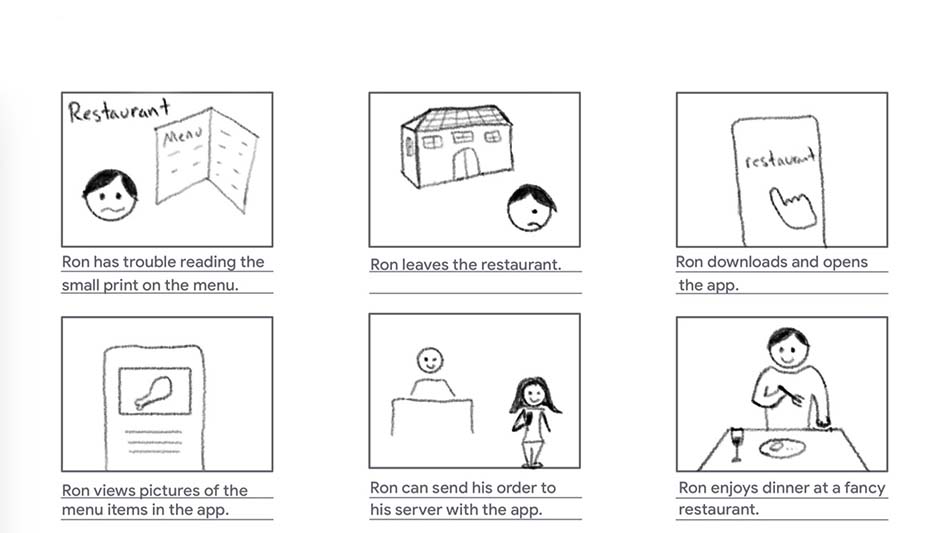 Restaurant
Menu
Ron has trouble reading the
small print on the menu.
Ron leaves the restaurant.
restaurant
Ron downloads and opens
the app.
Ron views pictures of the
menu items in the app.
Ron can send his order to
his server with the app.
Ron enjoys dinner at a fancy
restaurant.